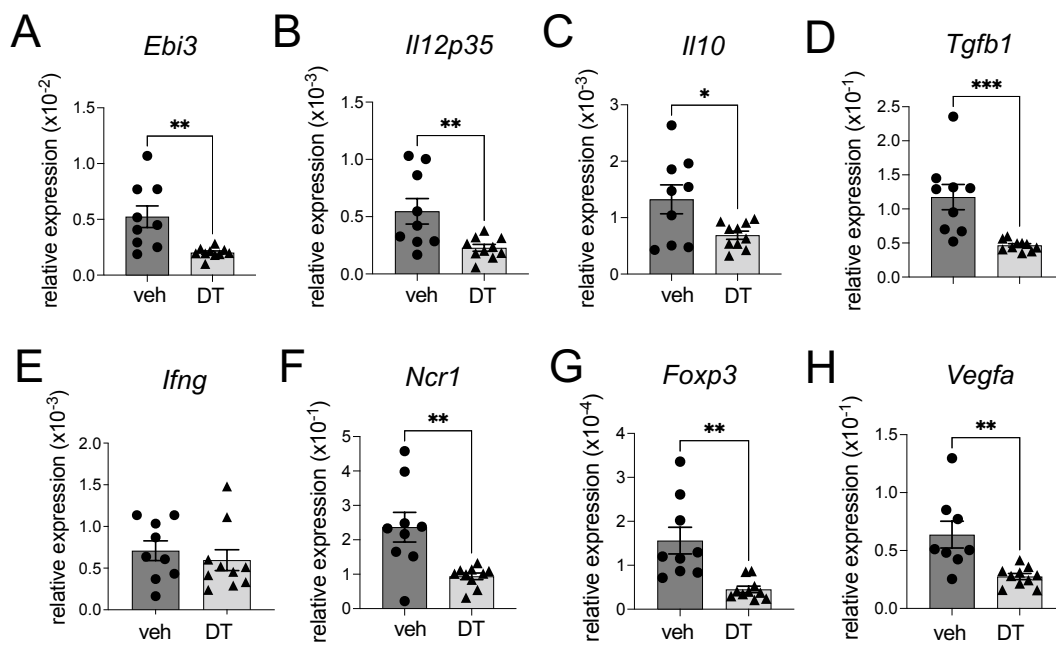 A
Ebi3
relative expression (x10-2)
1.5
1.0
0.5
0.0
**
veh DT
B
Il12p35
relative expression (x10-3)
1.5
1.0
0.5
0.0
**
veh DT
C
Il10
relative expression (x10-3)
3
2
1
0
*
veh DT
D
Tgfb1
relative expression (x10-1)
2.5
2.0
1.5
1.0
0.5
0.0
***
veh DT
E
Ifng
relative expression (x10-3)
2.0
1.5
1.0
0.5
0.0
veh DT
F
Ncr1
relative expression (x10-1)
5
4
3
2
1
0
**
veh DT
G
Foxp3
relative expression (x10-4)
4
3
2
1
0
**
veh DT
H
Vegfa
relative expression (x10-1)
1.5
1.0
0.5
0.0
**
veh DT